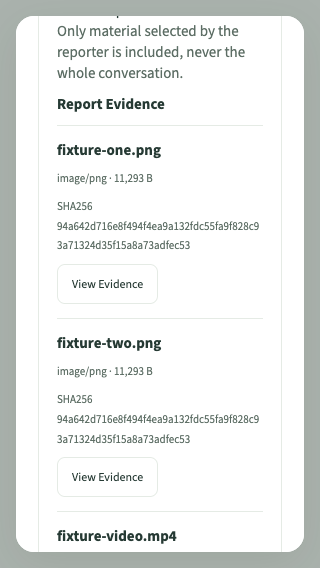 Only material selected by the
reporter is included, never the
whole conversation.
Report Evidence
fixture-one.png
image/png · 11,293 B
SHA256
94a642d716e8f494f4ea9a132fdc55fa9f828c9
3a71324d35f15a8a73adfec53
View Evidence
fixture-two.png
image/png · 11,293 B
SHA256
94a642d716e8f494f4ea9a132fdc55fa9f828c9
3a71324d35f15a8a73adfec53
View Evidence
fixture-video.mp4